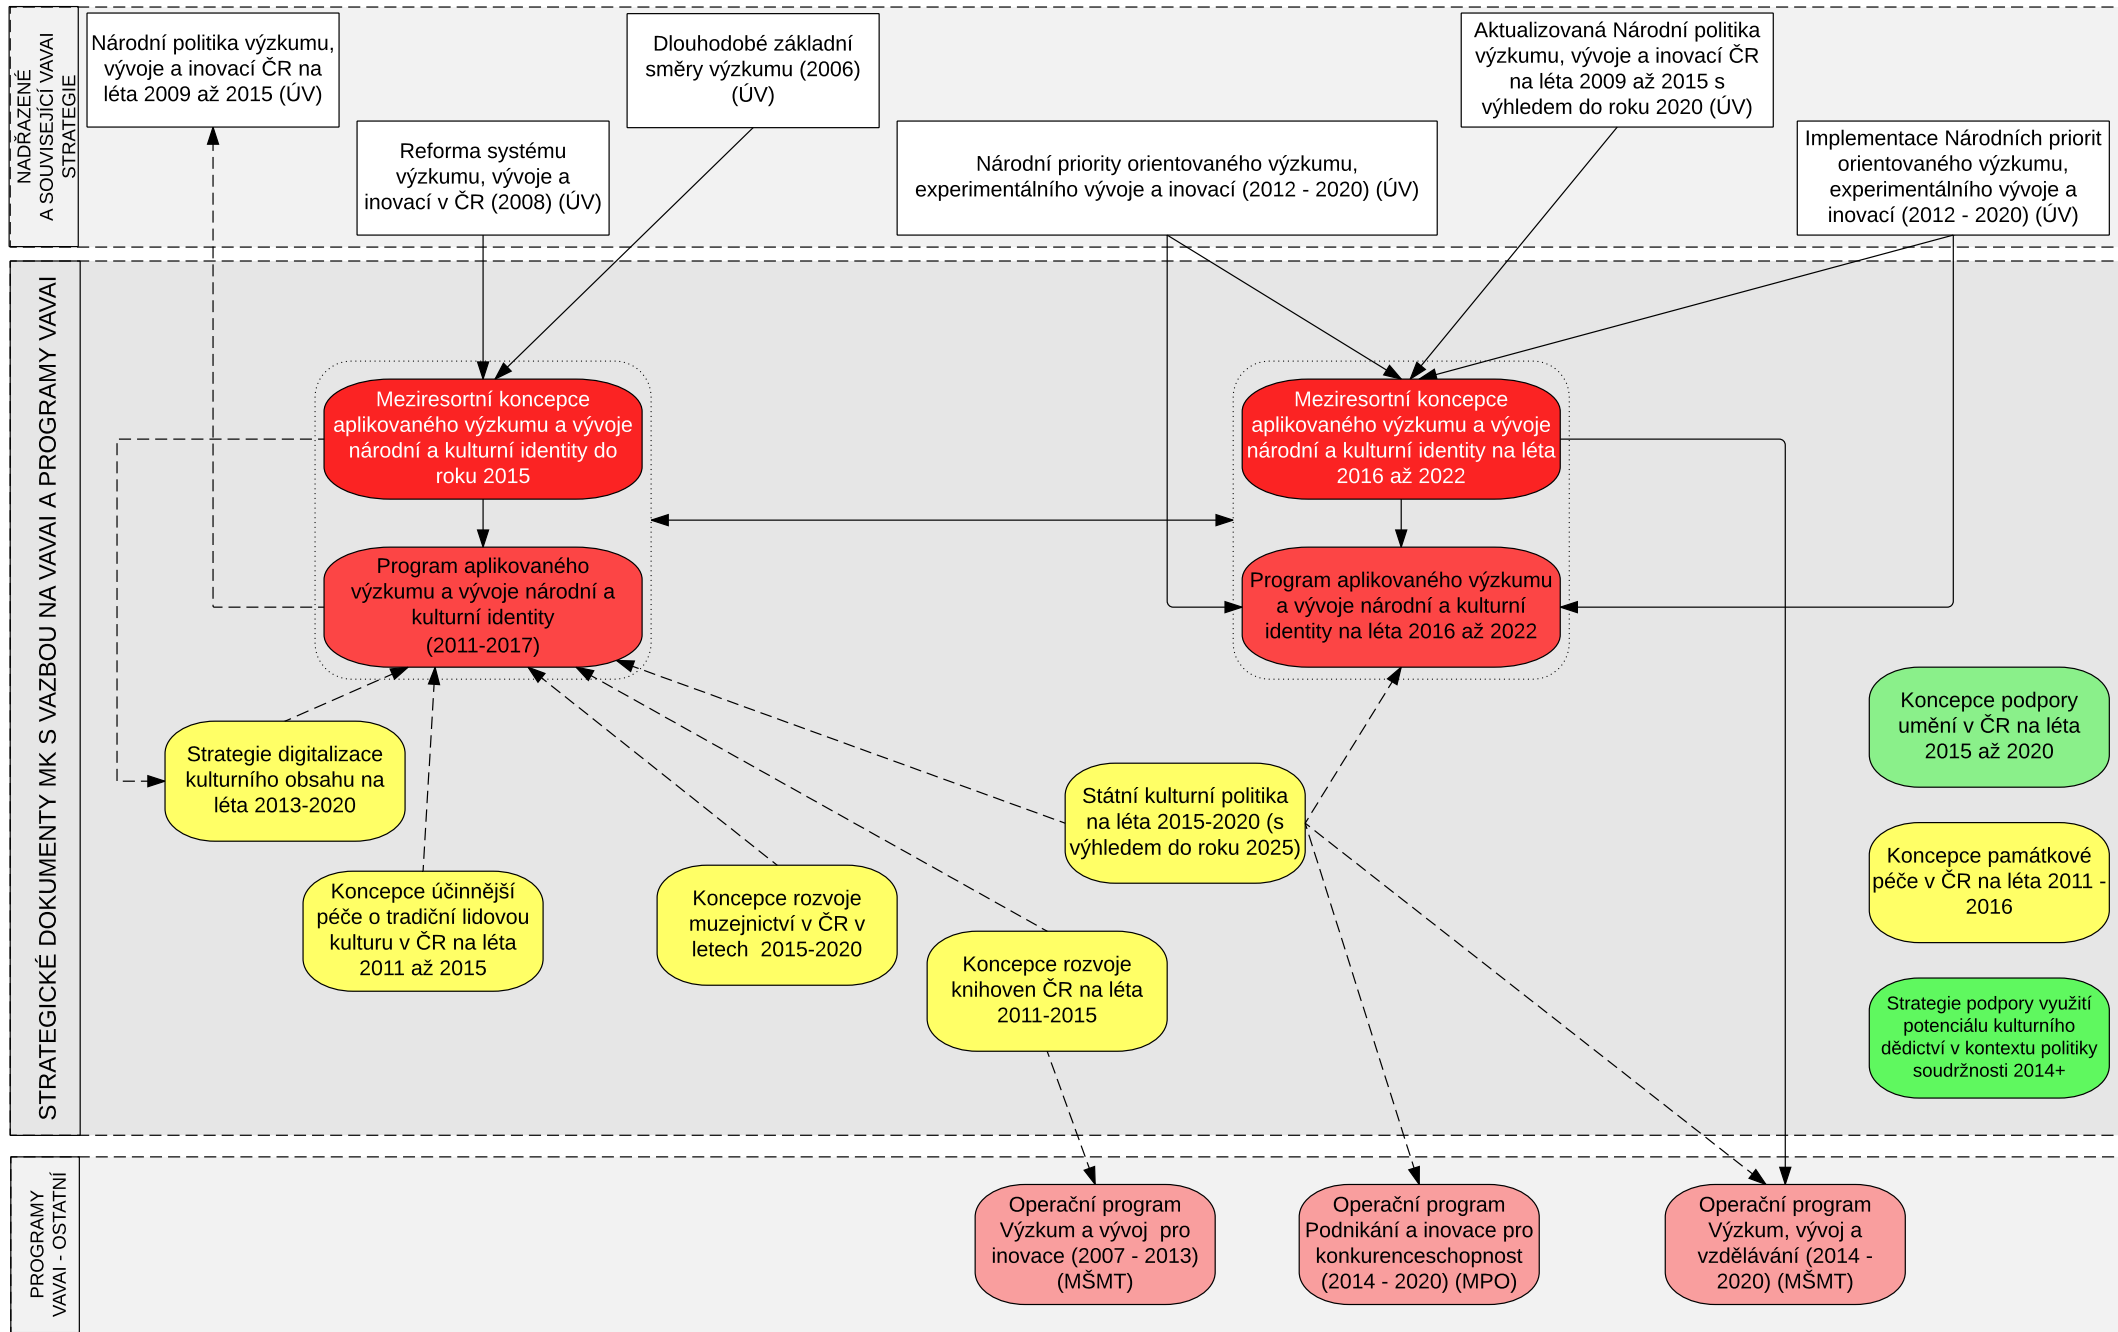 NADŘAZENÉ
A SOUVISEJÍCÍ VAVAI
STRATEGIE
Národní politika výzkumu,
vývoje a inovací ČR na
léta 2009 až 2015 (ÚV)
Reforma systému
výzkumu, vývoje a
inovací v ČR (2008) (ÚV)
Dlouhodobé základní
směry výzkumu (2006)
(ÚV)
Národní priority orientovaného výzkumu,
experimentálního vývoje a inovací (2012 - 2020) (ÚV)
Aktualizovaná Národní politika
výzkumu, vývoje a inovací ČR
na léta 2009 až 2015 s
výhledem do roku 2020 (ÚV)
Implementace Národních priorit
orientovaného výzkumu,
experimentálního vývoje a
inovací (2012 - 2020) (ÚV)
STRATEGICKÉ DOKUMENTY MK S VAZBOU NA VAVAI A PROGRAMY VAVAI
Meziresortní koncepce
aplikovaného výzkumu a vývoje
národní a kulturní identity do
roku 2015
Meziresortní koncepce
aplikovaného výzkumu a vývoje
národní a kulturní identity na léta
2016 až 2022
Program aplikovaného
výzkumu a vývoje národní a
kulturní identity
(2011-2017)
Program aplikovaného výzkumu
a vývoje národní a kulturní
identity na léta 2016 až 2022
Strategie digitalizace
kulturního obsahu na
léta 2013-2020
Koncepce účinnější
péče o tradiční lidovou
kulturu v ČR na léta
2011 až 2015
Koncepce rozvoje
muzejnictví v ČR v
letech  2015-2020
Koncepce rozvoje
knihoven ČR na léta
2011-2015
Státní kulturní politika
na léta 2015-2020 (s
výhledem do roku 2025)
Koncepce podpory
umění v ČR na léta
2015 až 2020
Koncepce památkové
péče v ČR na léta 2011 -
2016
Strategie podpory využití
potenciálu kulturního
dědictví v kontextu politiky
soudržnosti 2014+
PROGRAMY
VAVAI - OSTATNÍ
Operační program
Výzkum a vývoj  pro
inovace (2007 - 2013)
(MŠMT)
Operační program
Podnikání a inovace pro
konkurenceschopnost
(2014 - 2020) (MPO)
Operační program
Výzkum, vývoj a
vzdělávání (2014 -
2020) (MŠMT)